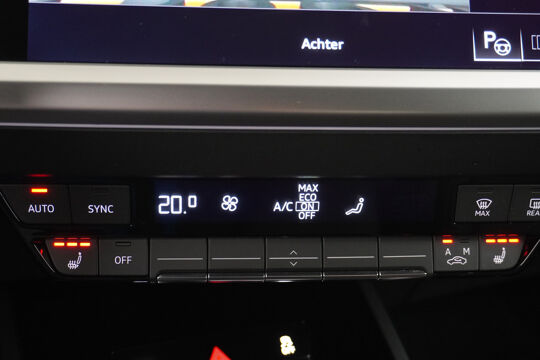 Achter
P
MAX
ECO
20.0
A/C ON
OFF
AUTO
SYNC
MAX
REAR
OFF
A M